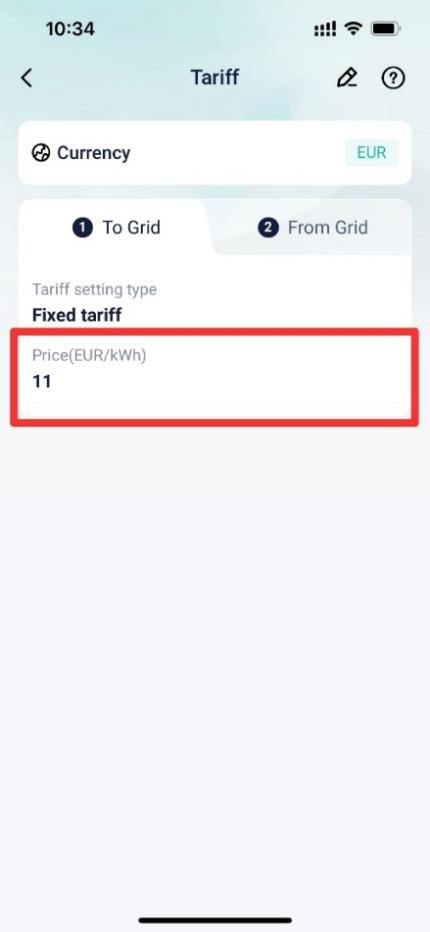 10:34
Tariff
Currency
EUR
1 To Grid
2 From Grid
Tariff setting type
Fixed tariff
Price(EUR/kWh)
11